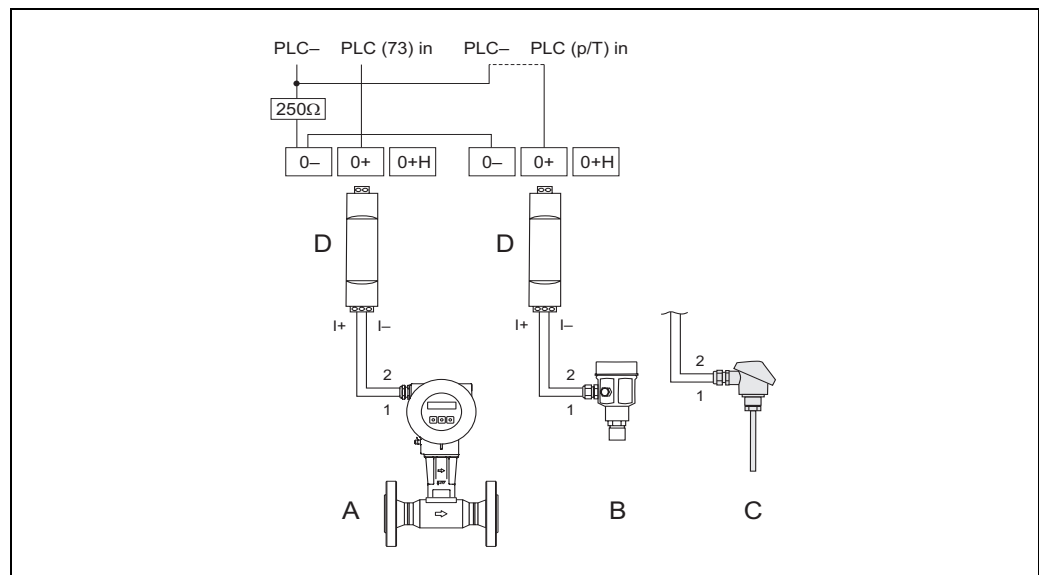 PLC– PLC (73) in PLC– PLC (p/T) in
250Ω
0– 0+ 0+H 0– 0+ 0+H
D D
I+ I– I+ I–
2 2 2
1 1 1
A B C